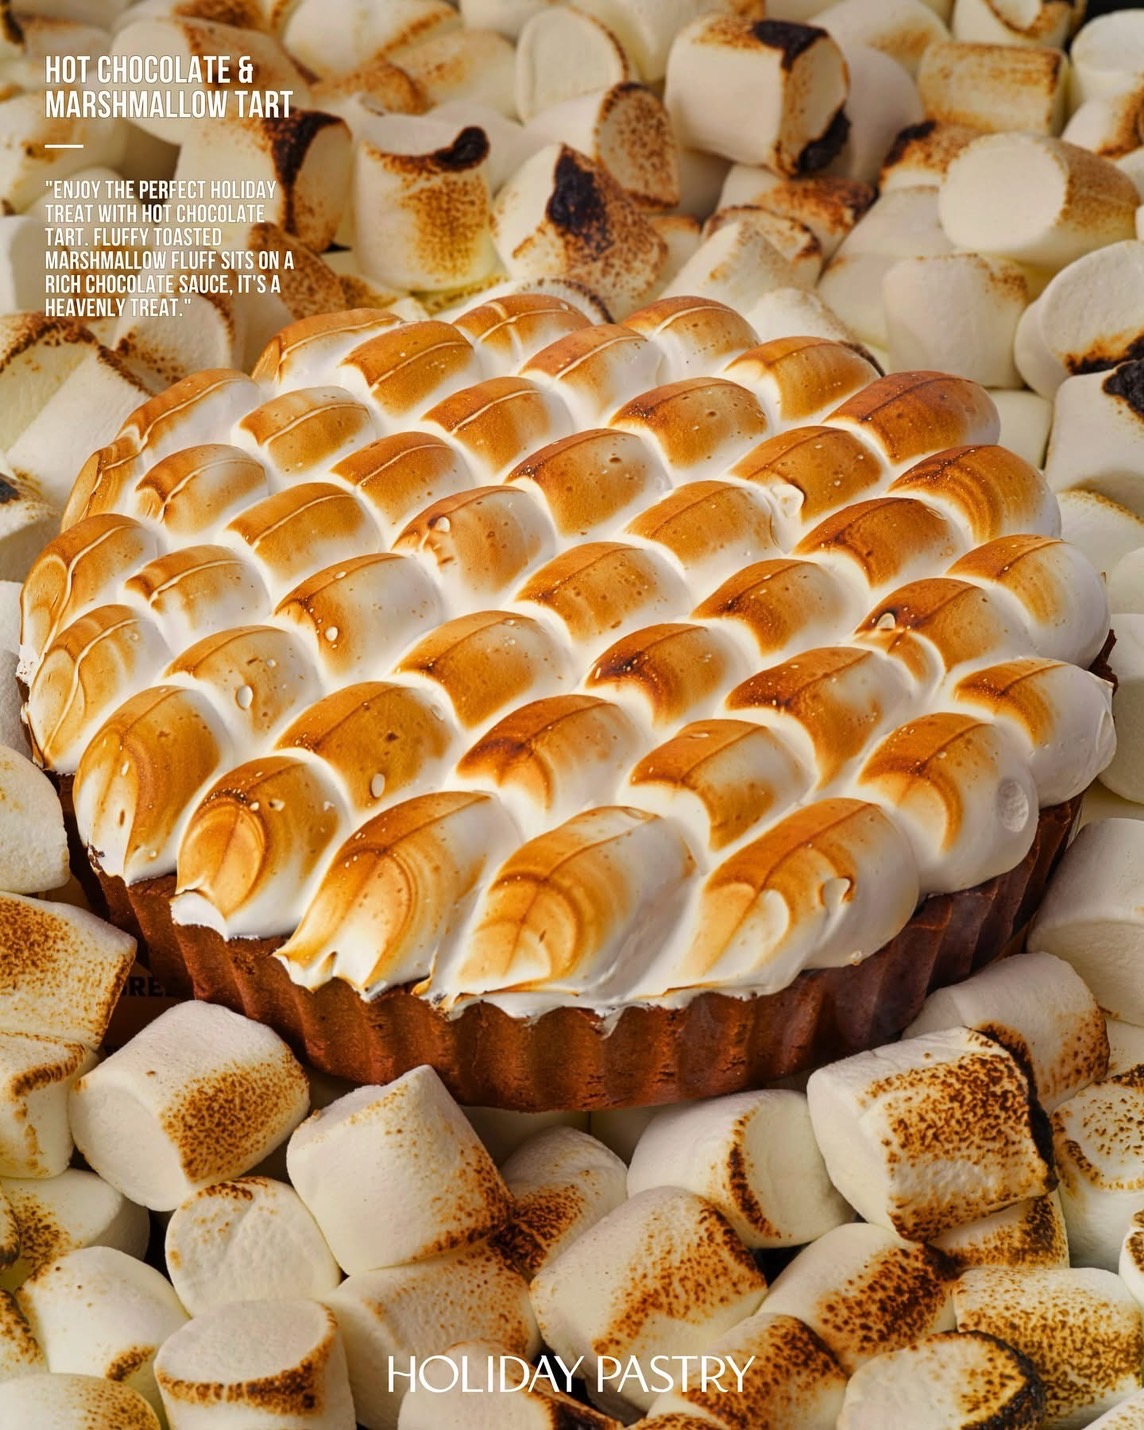 HOT CHOCOLATE &
MARSHMALLOW TART
"ENJOY THE PERFECT HOLIDAY
TREAT WITH HOT CHOCOLATE
TART. FLUFFY TOASTED
MARSHMALLOW FLUFF SITS ON A
RICH CHOCOLATE SAUCE, IT'S A
HEAVENLY TREAT."
HOLIDAY PASTRY